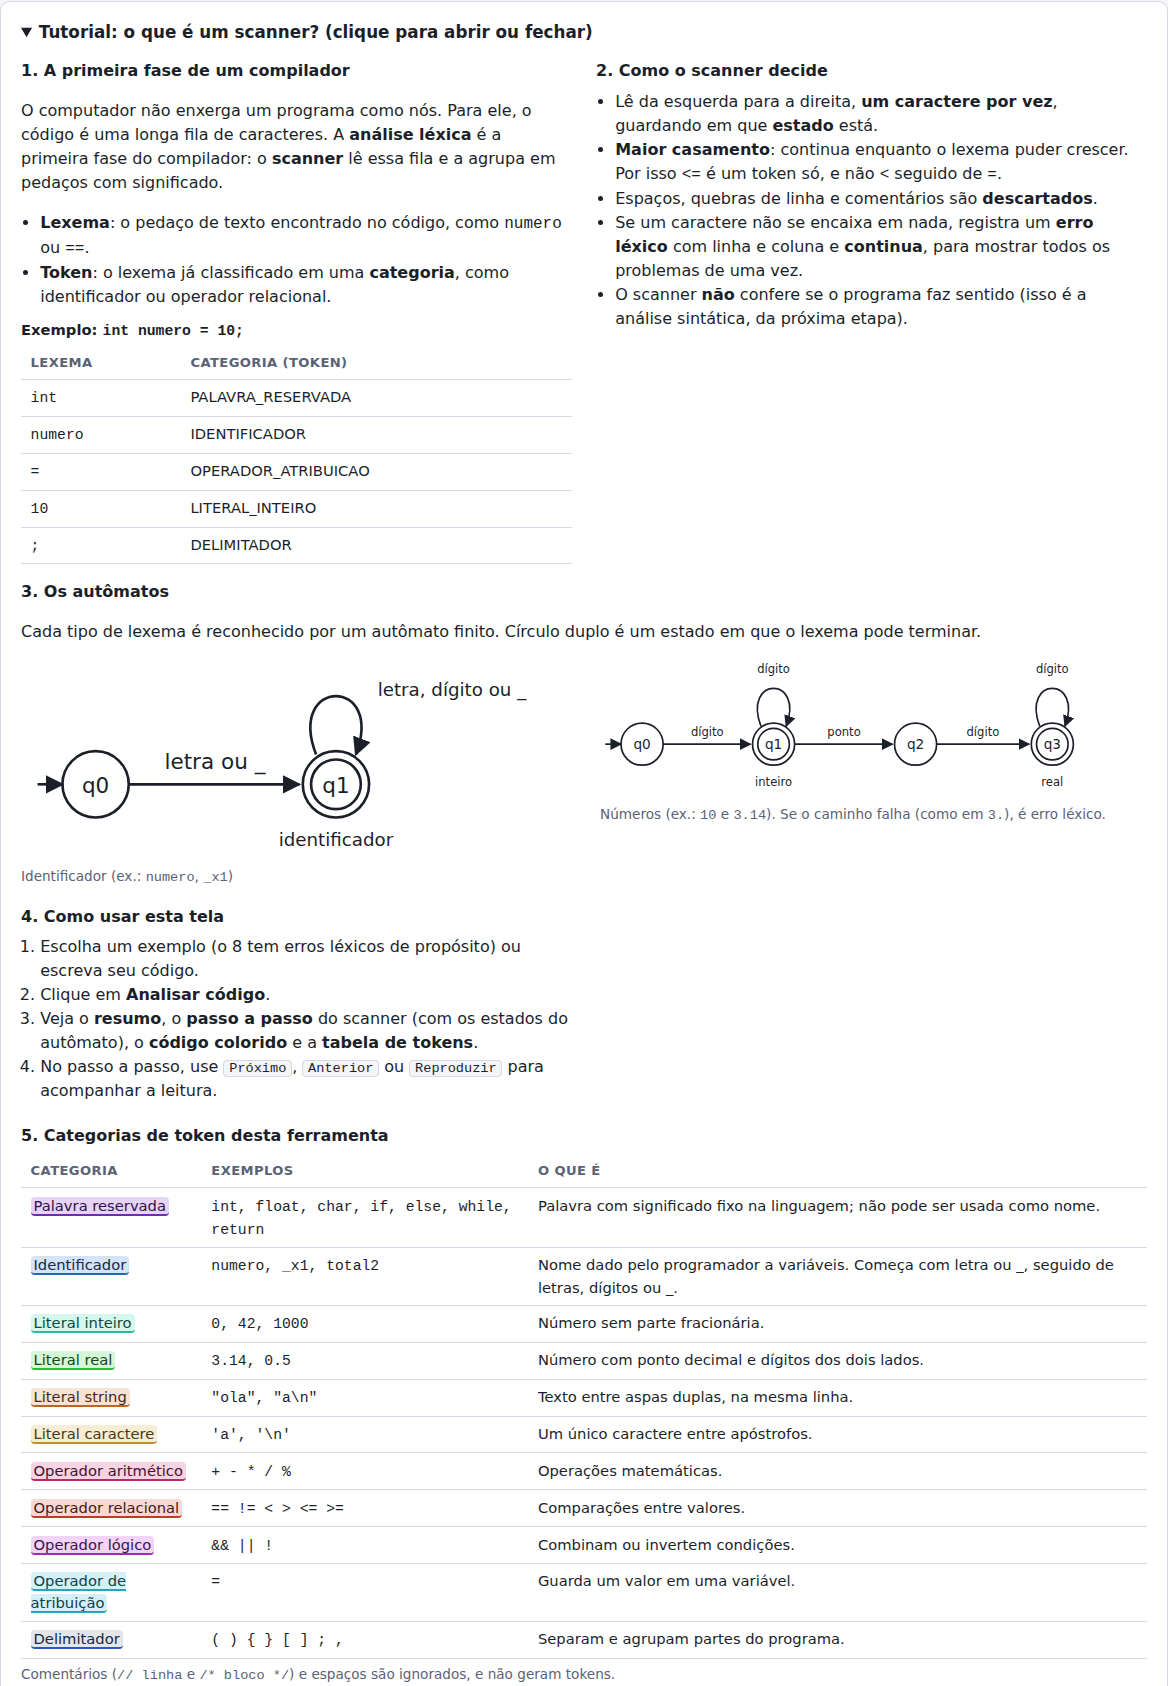 ▼ Tutorial: o que é um scanner? (clique para abrir ou fechar)
1. A primeira fase de um compilador
O computador não enxerga um programa como nós. Para ele, o
código é uma longa fila de caracteres. A análise léxica é a
primeira fase do compilador: o scanner lê essa fila e a agrupa em
pedaços com significado.
• Lexema: o pedaço de texto encontrado no código, como numero
ou ==.
• Token: o lexema já classificado em uma categoria, como
identificador ou operador relacional.
Exemplo: int numero = 10;
LEXEMA CATEGORIA (TOKEN)
int PALAVRA_RESERVADA
numero IDENTIFICADOR
= OPERADOR_ATRIBUICAO
10 LITERAL_INTEIRO
; DELIMITADOR
2. Como o scanner decide
• Lê da esquerda para a direita, um caractere por vez,
guardando em que estado está.
• Maior casamento: continua enquanto o lexema puder crescer.
Por isso <= é um token só, e não < seguido de =.
• Espaços, quebras de linha e comentários são descartados.
• Se um caractere não se encaixa em nada, registra um erro
léxico com linha e coluna e continua, para mostrar todos os
problemas de uma vez.
• O scanner não confere se o programa faz sentido (isso é a
análise sintática, da próxima etapa).
3. Os autômatos
Cada tipo de lexema é reconhecido por um autômato finito. Círculo duplo é um estado em que o lexema pode terminar.
letra, dígito ou _
letra ou _
q0 q1
identificador
Identificador (ex.: numero, _x1)
dígito dígito
dígito ponto dígito
q0 q1 q2 q3
inteiro real
Números (ex.: 10 e 3.14). Se o caminho falha (como em 3.), é erro léxico.
4. Como usar esta tela
1. Escolha um exemplo (o 8 tem erros léxicos de propósito) ou
escreva seu código.
2. Clique em Analisar código.
3. Veja o resumo, o passo a passo do scanner (com os estados do
autômato), o código colorido e a tabela de tokens.
4. No passo a passo, use Próximo, Anterior ou Reproduzir para
acompanhar a leitura.
5. Categorias de token desta ferramenta
CATEGORIA EXEMPLOS O QUE É
Palavra reservada int, float, char, if, else, while, Palavra com significado fixo na linguagem; não pode ser usada como nome.
return
Identificador numero, _x1, total2 Nome dado pelo programador a variáveis. Começa com letra ou _, seguido de
letras, dígitos ou _.
Literal inteiro 0, 42, 1000 Número sem parte fracionária.
Literal real 3.14, 0.5 Número com ponto decimal e dígitos dos dois lados.
Literal string "ola", "a\n" Texto entre aspas duplas, na mesma linha.
Literal caractere 'a', '\n' Um único caractere entre apóstrofos.
Operador aritmético + - * / % Operações matemáticas.
Operador relacional == != < > <= >= Comparações entre valores.
Operador lógico && || ! Combinam ou invertem condições.
Operador de = Guarda um valor em uma variável.
atribuição
Delimitador ( ) { } [ ] ; , Separam e agrupam partes do programa.
Comentários (// linha e /* bloco */) e espaços são ignorados, e não geram tokens.